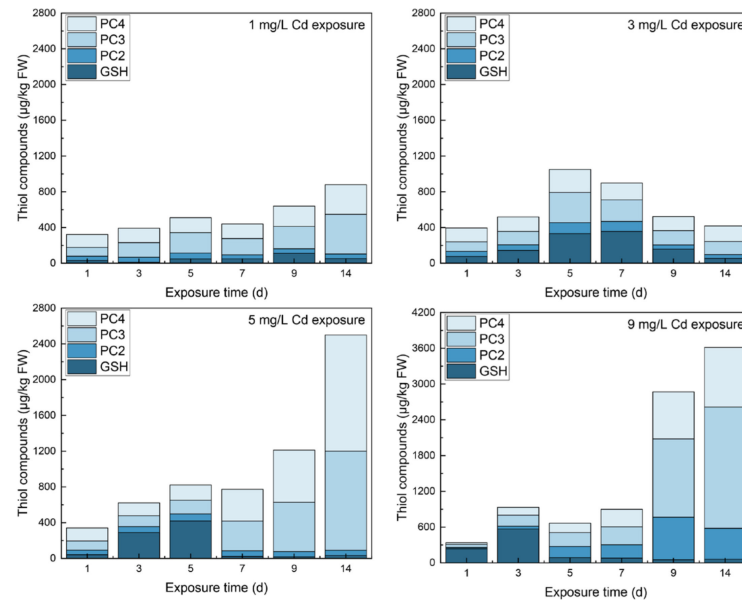 1 mg/L Cd exposure
PC4
PC3
PC2
GSH
2800
2400
2000
1600
1200
800
400
0
Thiol compounds (µg/kg FW)
1 3 5 7 9 14
Exposure time (d)
3 mg/L Cd exposure
PC4
PC3
PC2
GSH
2800
2400
2000
1600
1200
800
400
0
Thiol compounds (µg/kg FW)
1 3 5 7 9 14
Exposure time (d)
5 mg/L Cd exposure
PC4
PC3
PC2
GSH
2800
2400
2000
1600
1200
800
400
0
Thiol compounds (µg/kg FW)
1 3 5 7 9 14
Exposure time (d)
9 mg/L Cd exposure
PC4
PC3
PC2
GSH
4200
3600
3000
2400
1800
1200
600
0
Thiol compounds (µg/kg FW)
1 3 5 7 9 14
Exposure time (d)